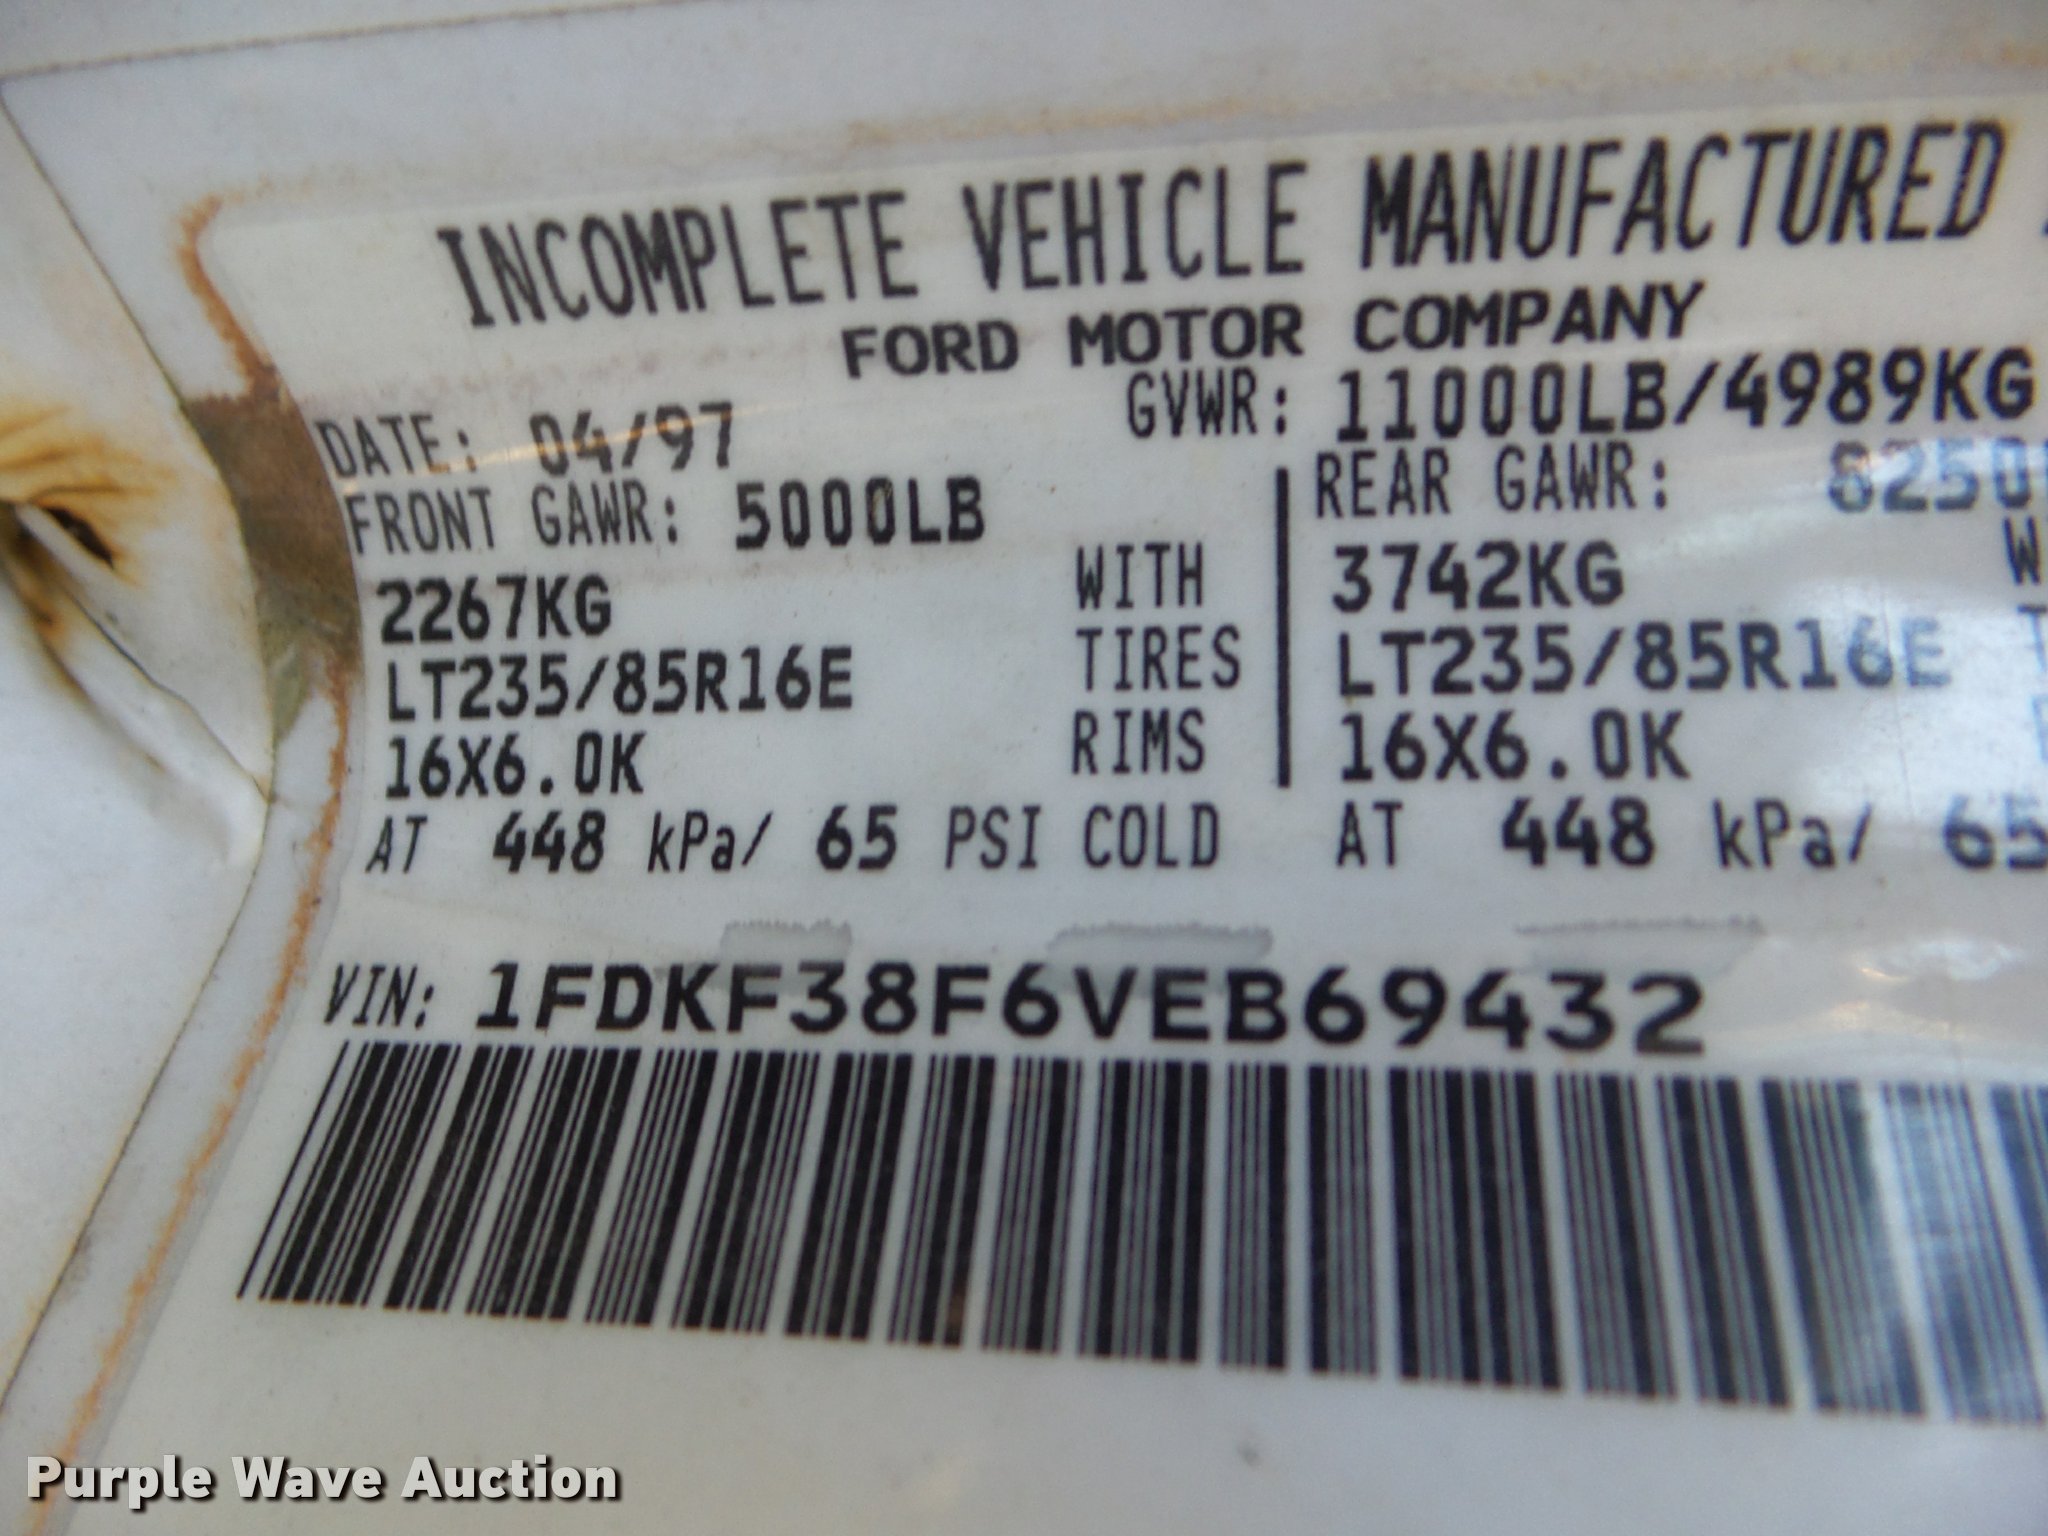 INCOMPLETE VEHICLE MANUFACTURED
FORD MOTOR COMPANY
DATE: 04/97 GVWR: 11000LB/4989KG
FRONT GAWR: 5000LB REAR GAWR: 8250
2267KG WITH 3742KG
LT235/85R16E TIRES LT235/85R16E
16X6.0K RIMS 16X6.0K
AT 448 kPa/ 65 PSI COLD AT 448 kPa/ 65
VIN: 1FDKF38F6VEB69432
Purple Wave Auction